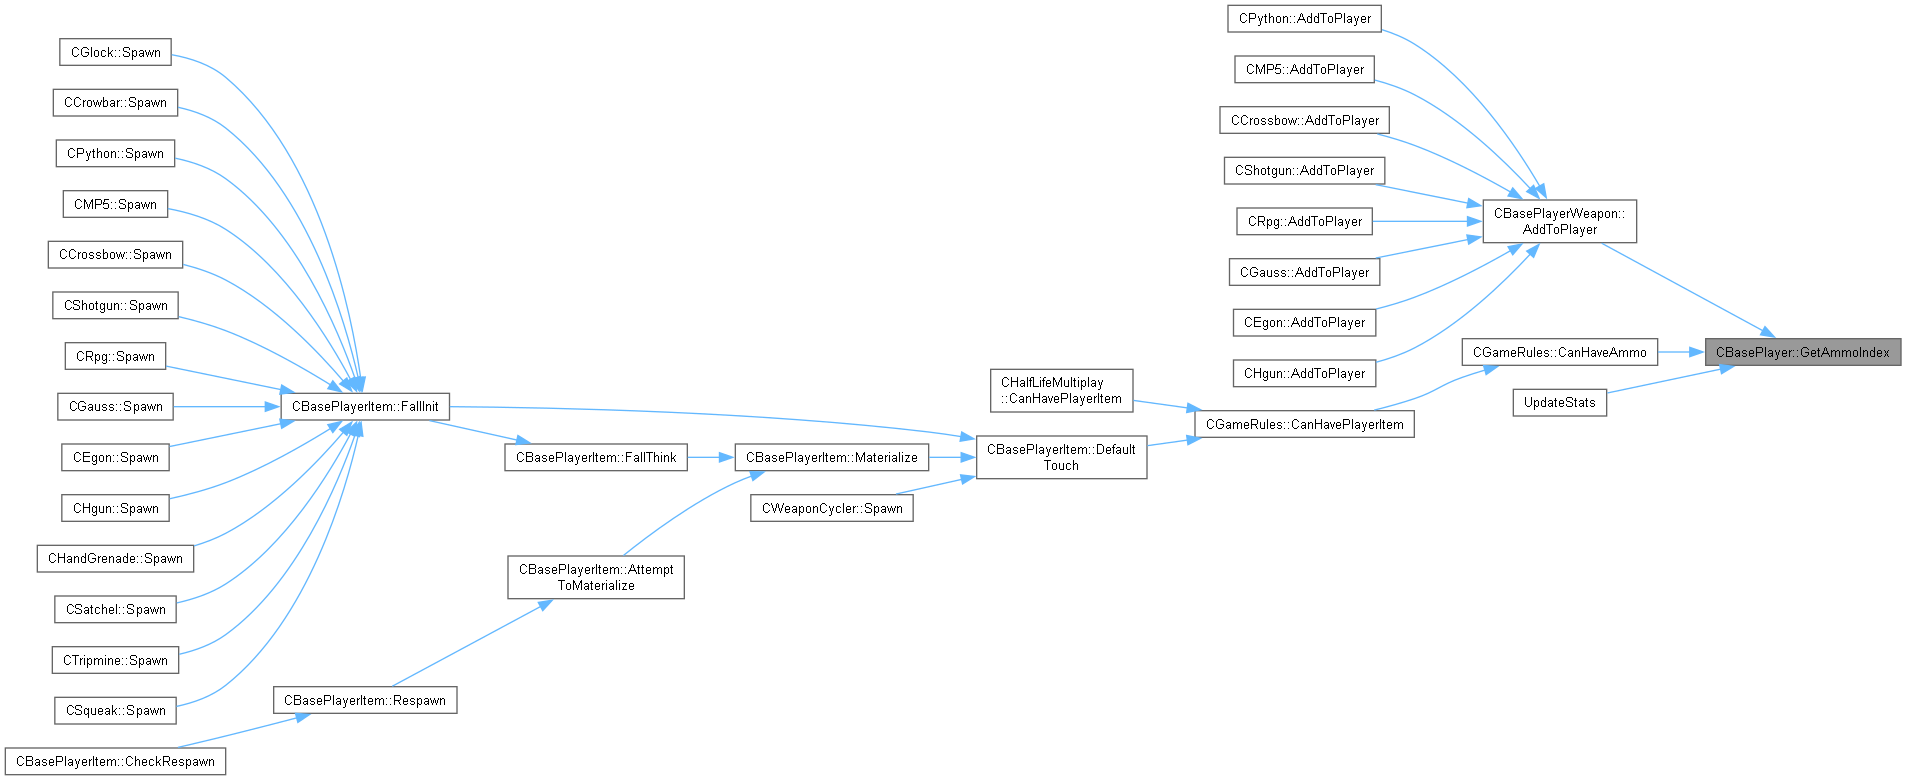 CGlock::Spawn
CCrowbar::Spawn
CPython::Spawn
CMP5::Spawn
CCrossbow::Spawn
CShotgun::Spawn
CRpg::Spawn
CGauss::Spawn
CEgon::Spawn
CHgun::Spawn
CHandGrenade::Spawn
CSatchel::Spawn
CTripmine::Spawn
CSqueak::Spawn
CBasePlayerItem::CheckRespawn
CBasePlayerItem::FallInit
CBasePlayerItem::Respawn
CBasePlayerItem::FallThink
CBasePlayerItem::Attempt
ToMaterialize
CBasePlayerItem::Materialize
CWeaponCycler::Spawn
CHalfLifeMultiplay
::CanHavePlayerItem
CBasePlayerItem::Default
Touch
CPython::AddToPlayer
CMP5::AddToPlayer
CCrossbow::AddToPlayer
CShotgun::AddToPlayer
CRpg::AddToPlayer
CGauss::AddToPlayer
CEgon::AddToPlayer
CHgun::AddToPlayer
CGameRules::CanHavePlayerItem
CBasePlayerWeapon::
AddToPlayer
CGameRules::CanHaveAmmo
UpdateStats
CBasePlayer::GetAmmoIndex